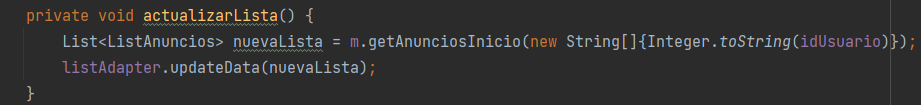 private void actualizarLista() {
List<ListAnuncios> nuevaLista = m.getAnunciosInicio(new String[]{Integer.toString(idUsuario)});
listAdapter.updateData(nuevaLista);
}